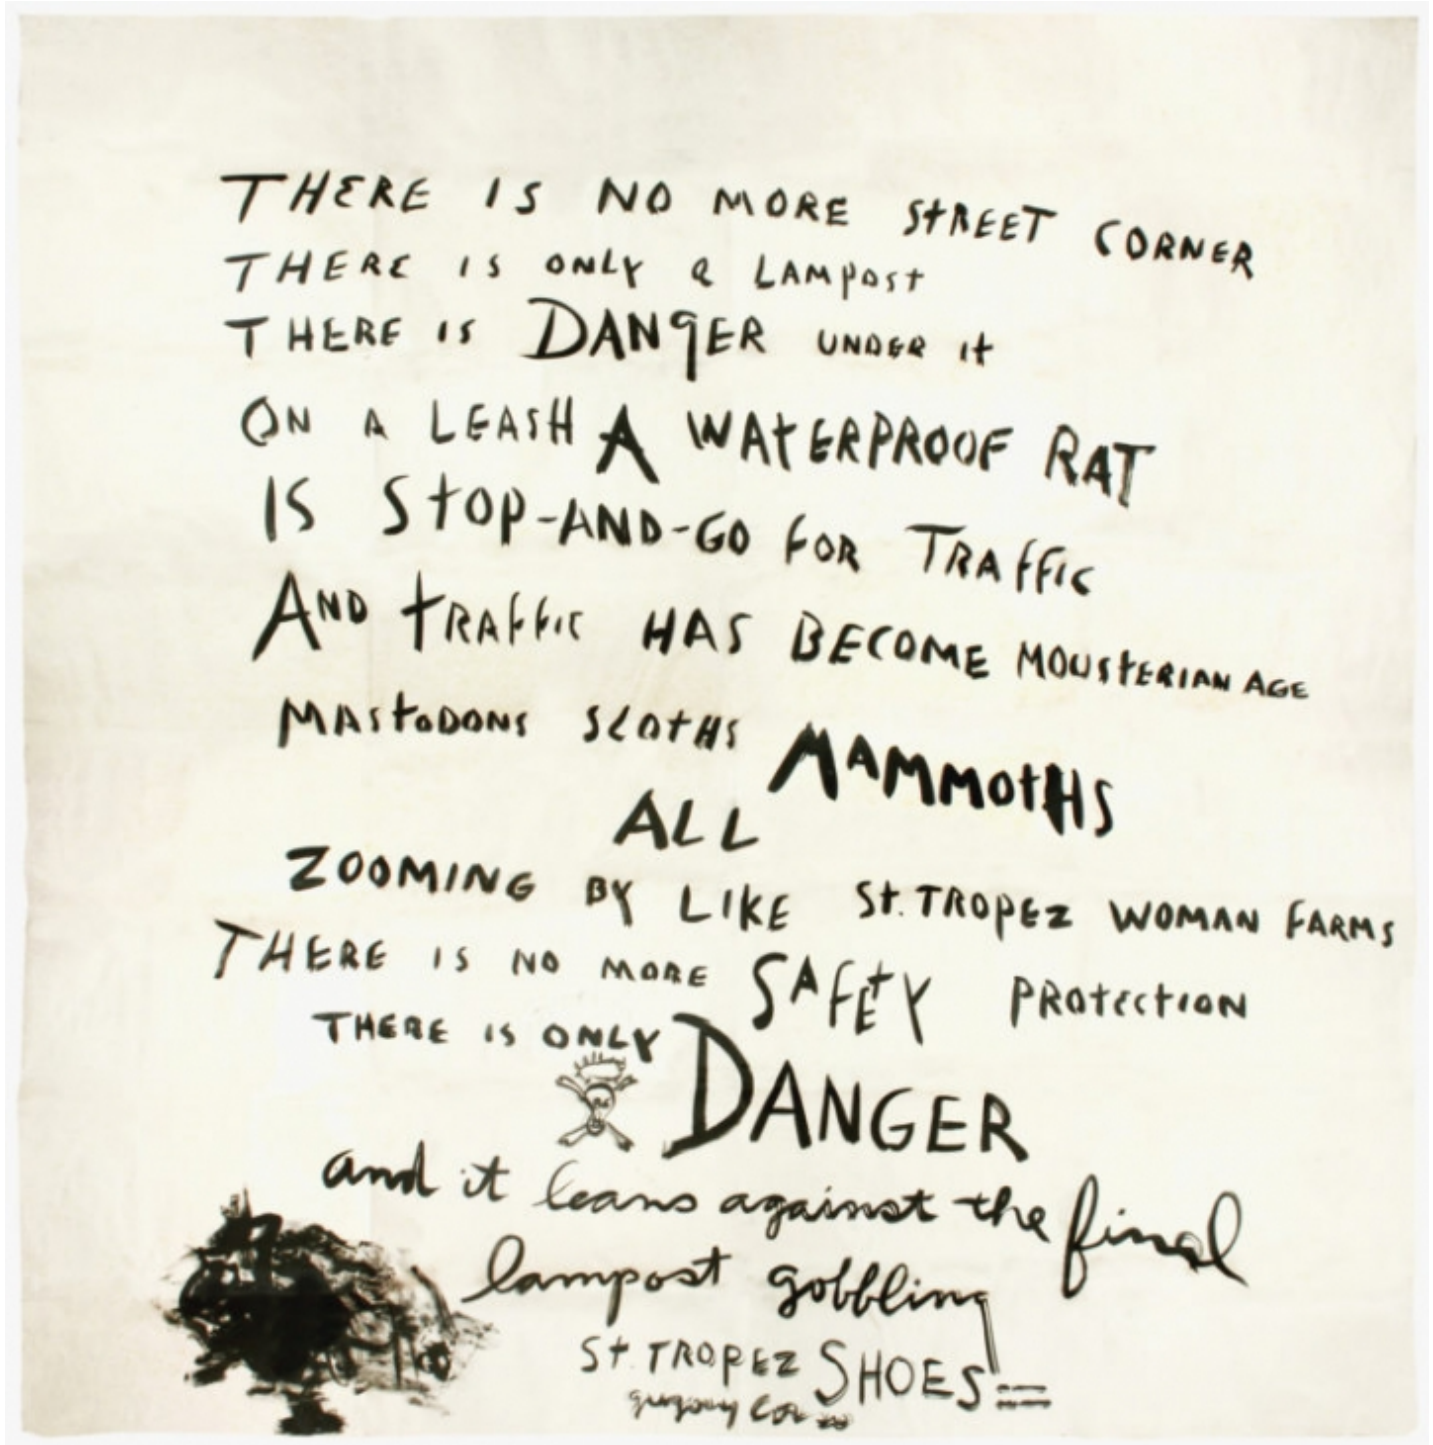 THERE IS NO MORE STREET CORNER
THERE IS ONLY a LAMPpost
THERE IS DANgER UNDER It
ON A LEASH A WATERPROOF RAT
IS STOP-AND-GO FOR TRAFFIC
AND TRAFFIC HAS BECOME MOUSTERIAN AGE
MASTODONS SLOTHS MAMMOTHS
ALL
ZOOMING BY LIKE St. TROPEZ WOMAN FARMS
THERE IS NO MORE SAFETY PROTECTION
THERE IS ONLY
DANGER
and it leans against the final
lampost gobbling
St. TROPEZ SHOES
gregory